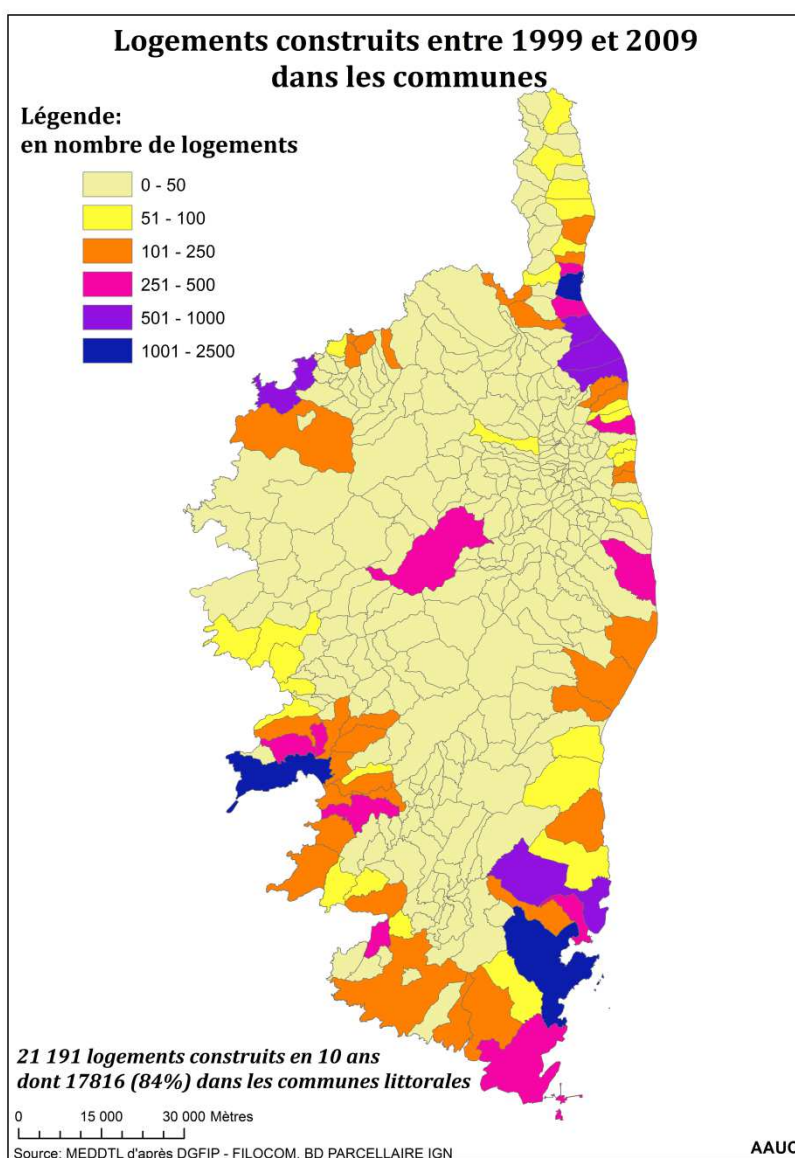 Logements construits entre 1999 et 2009
dans les communes
Légende:
en nombre de logements
0 - 50
51 - 100
101 - 250
251 - 500
501 - 1000
1001 - 2500
21 191 logements construits en 10 ans
dont 17816 (84%) dans les communes littorales
0 15 000 30 000 Mètres
Source: MEDDTL d'après DGFIP - FILOCOM, BD PARCELLAIRE IGN
AAUC